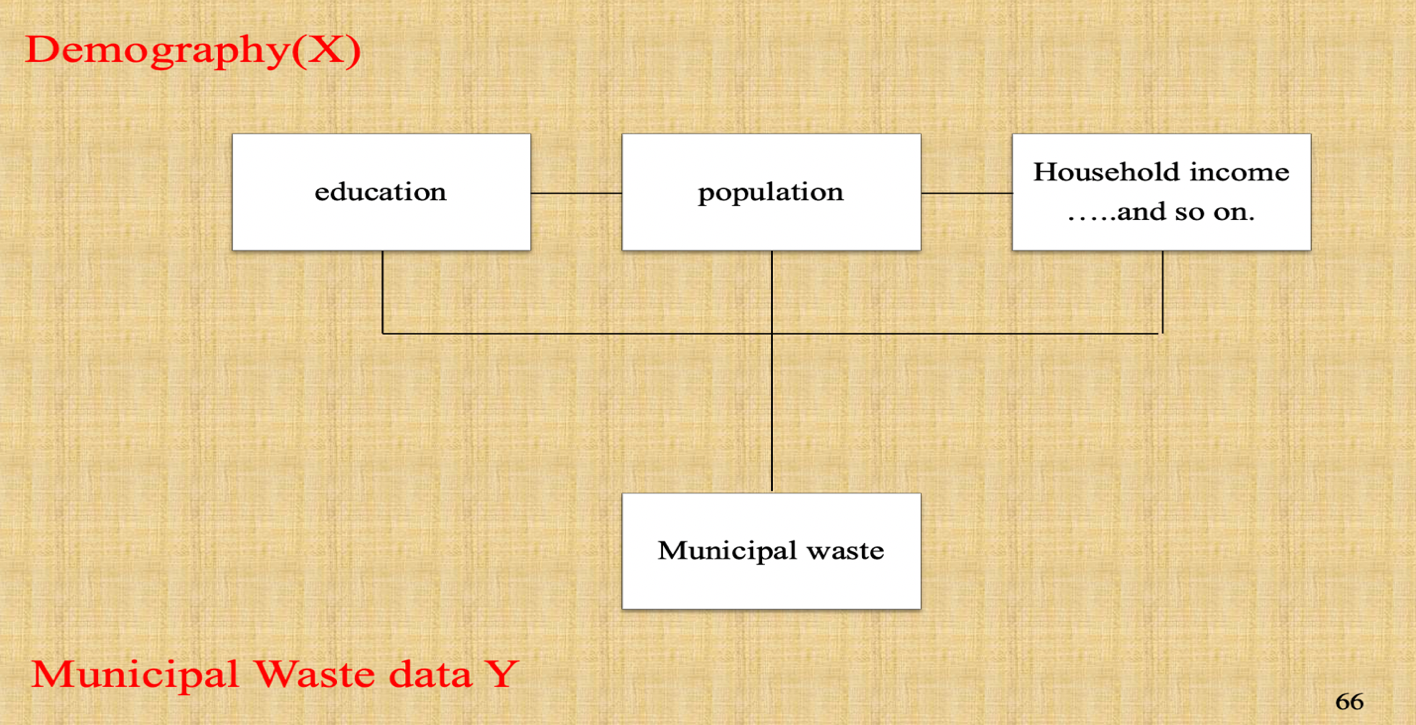 Demography(X)
education
population
Household income
…..and so on.
Municipal waste
Municipal Waste data Y
66